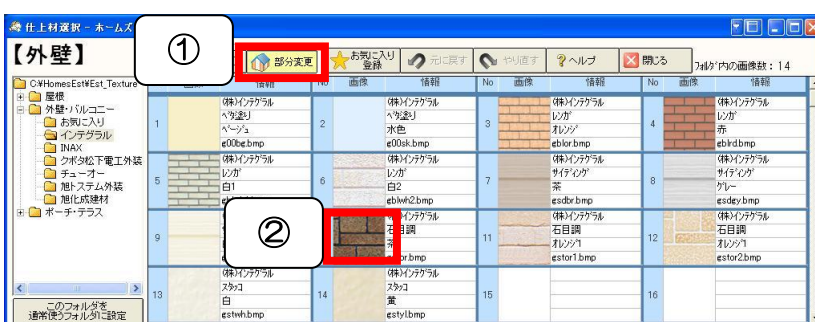 仕上材選択 - ホームズ
【外壁】
①
部分変更
お気に入り
登録
元に戻す
やり直す
ヘルプ
閉じる
フォルダ内の画像数：14
C:¥HomesEst¥Est_Texture
屋根
外壁・バルコニー
お気に入り
インテグラル
INAX
クボタ松下電工外装
チューオー
旭トステム外装
旭化成建材
ポーチ・テラス
このフォルダを
通常使うフォルダに設定
情報 No 画像 情報 No 画像 情報 No 画像 情報
1
(株)インテグラル
ベタ塗り
ベージュ
e00bg.bmp
2
(株)インテグラル
ベタ塗り
水色
e00sk.bmp
3
(株)インテグラル
レンガ
オレンジ
eblor.bmp
4
(株)インテグラル
レンガ
赤
eblrd.bmp
5
(株)インテグラル
レンガ
白1
6
(株)インテグラル
レンガ
白2
eblwh2.bmp
7
(株)インテグラル
サイディング
茶
esdbr.bmp
8
(株)インテグラル
サイディング
グレー
esdgy.bmp
9
②
(株)インテグラル
石目調
茶
11
(株)インテグラル
石目調
オレンジ1
estor1.bmp
12
(株)インテグラル
石目調
オレンジ1
estor2.bmp
13
(株)インテグラル
スタッコ
白
estwh.bmp
14
(株)インテグラル
スタッコ
黄
estyl.bmp
15
16